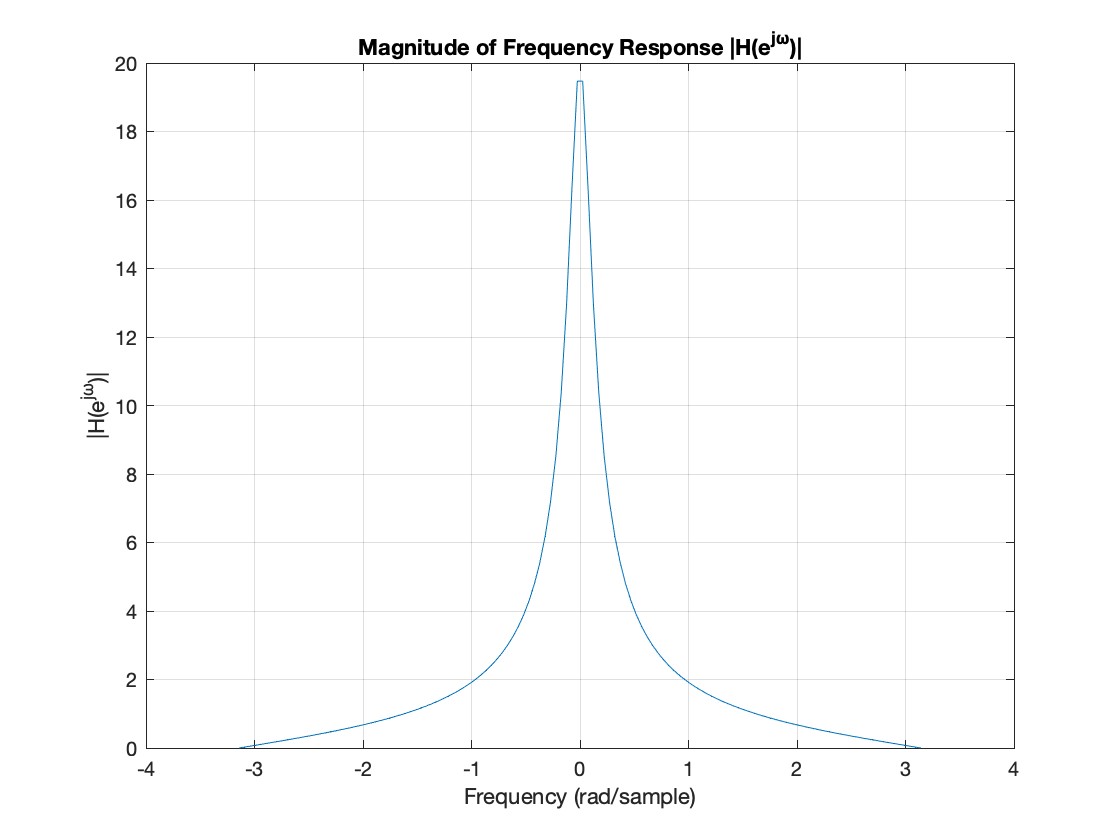 Magnitude of Frequency Response |H(e^jω)|
20
18
16
14
12
10
8
6
4
2
0
|H(e^jω)|
-4 -3 -2 -1 0 1 2 3 4
Frequency (rad/sample)